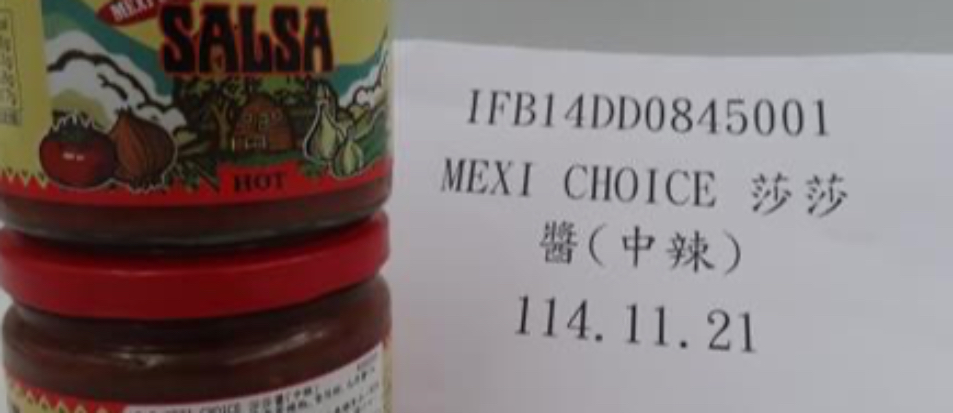 SALSA
HOT
IFB14DD0845001
MEXI CHOICE 莎莎
醬(中辣)
114.11.21